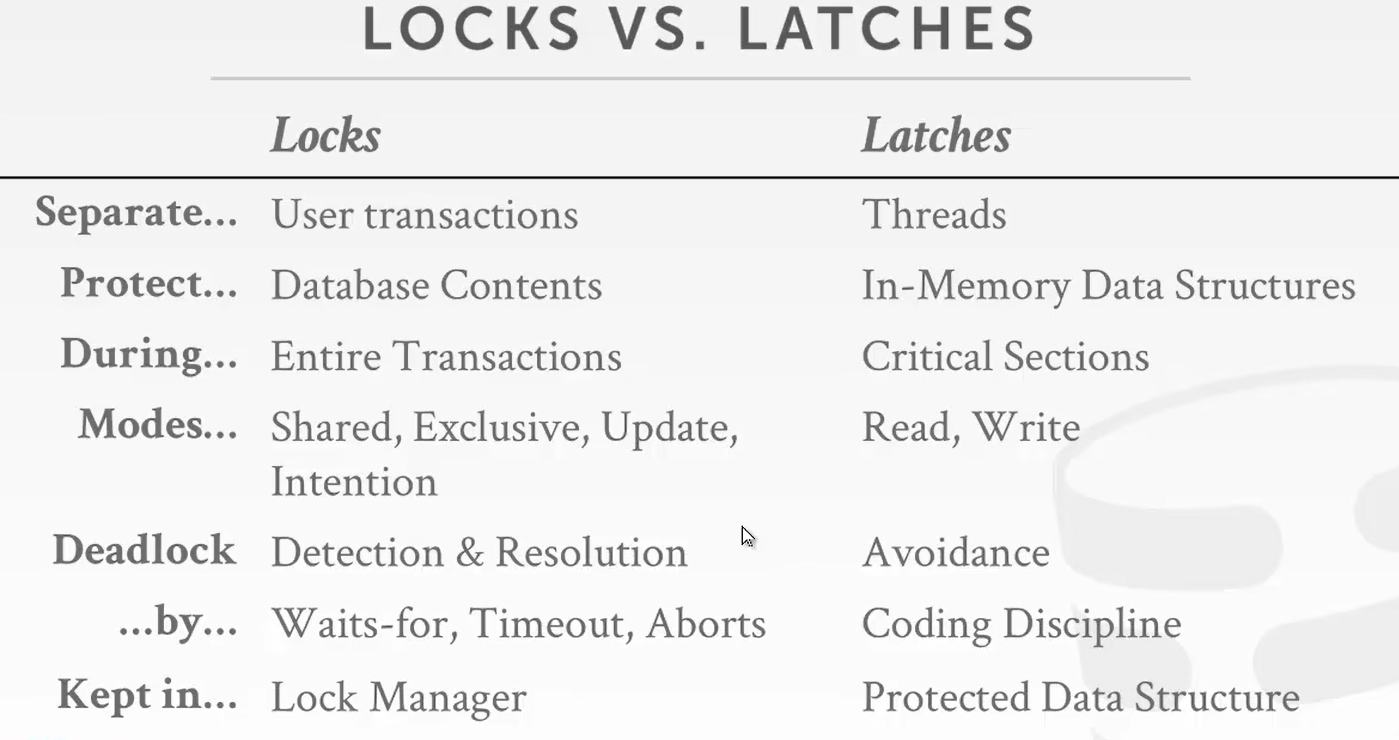 LOCKS VS. LATCHES
Locks Latches
Separate... User transactions Threads
Protect... Database Contents In-Memory Data Structures
During... Entire Transactions Critical Sections
Modes... Shared, Exclusive, Update, Read, Write
Intention
Deadlock Detection & Resolution Avoidance
...by... Waits-for, Timeout, Aborts Coding Discipline
Kept in... Lock Manager Protected Data Structure